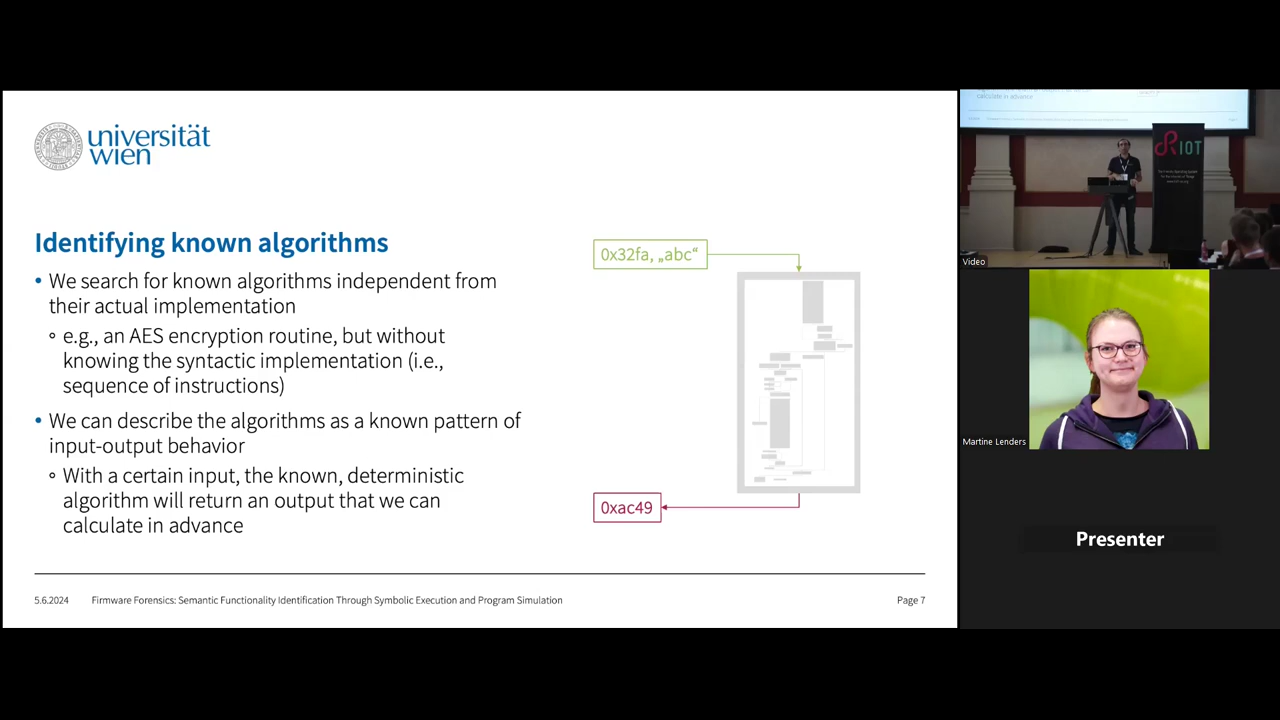 universität
wien
Identifying known algorithms
• We search for known algorithms independent from
their actual implementation
◦ e.g., an AES encryption routine, but without
knowing the syntactic implementation (i.e.,
sequence of instructions)
• We can describe the algorithms as a known pattern of
input-output behavior
◦ With a certain input, the known, deterministic
algorithm will return an output that we can
calculate in advance
0x32fa, „abc“
0xac49
5.6.2024 Firmware Forensics: Semantic Functionality Identification Through Symbolic Execution and Program Simulation Page 7
calculate in advance
RIOT
Video
Martine Lenders
Presenter